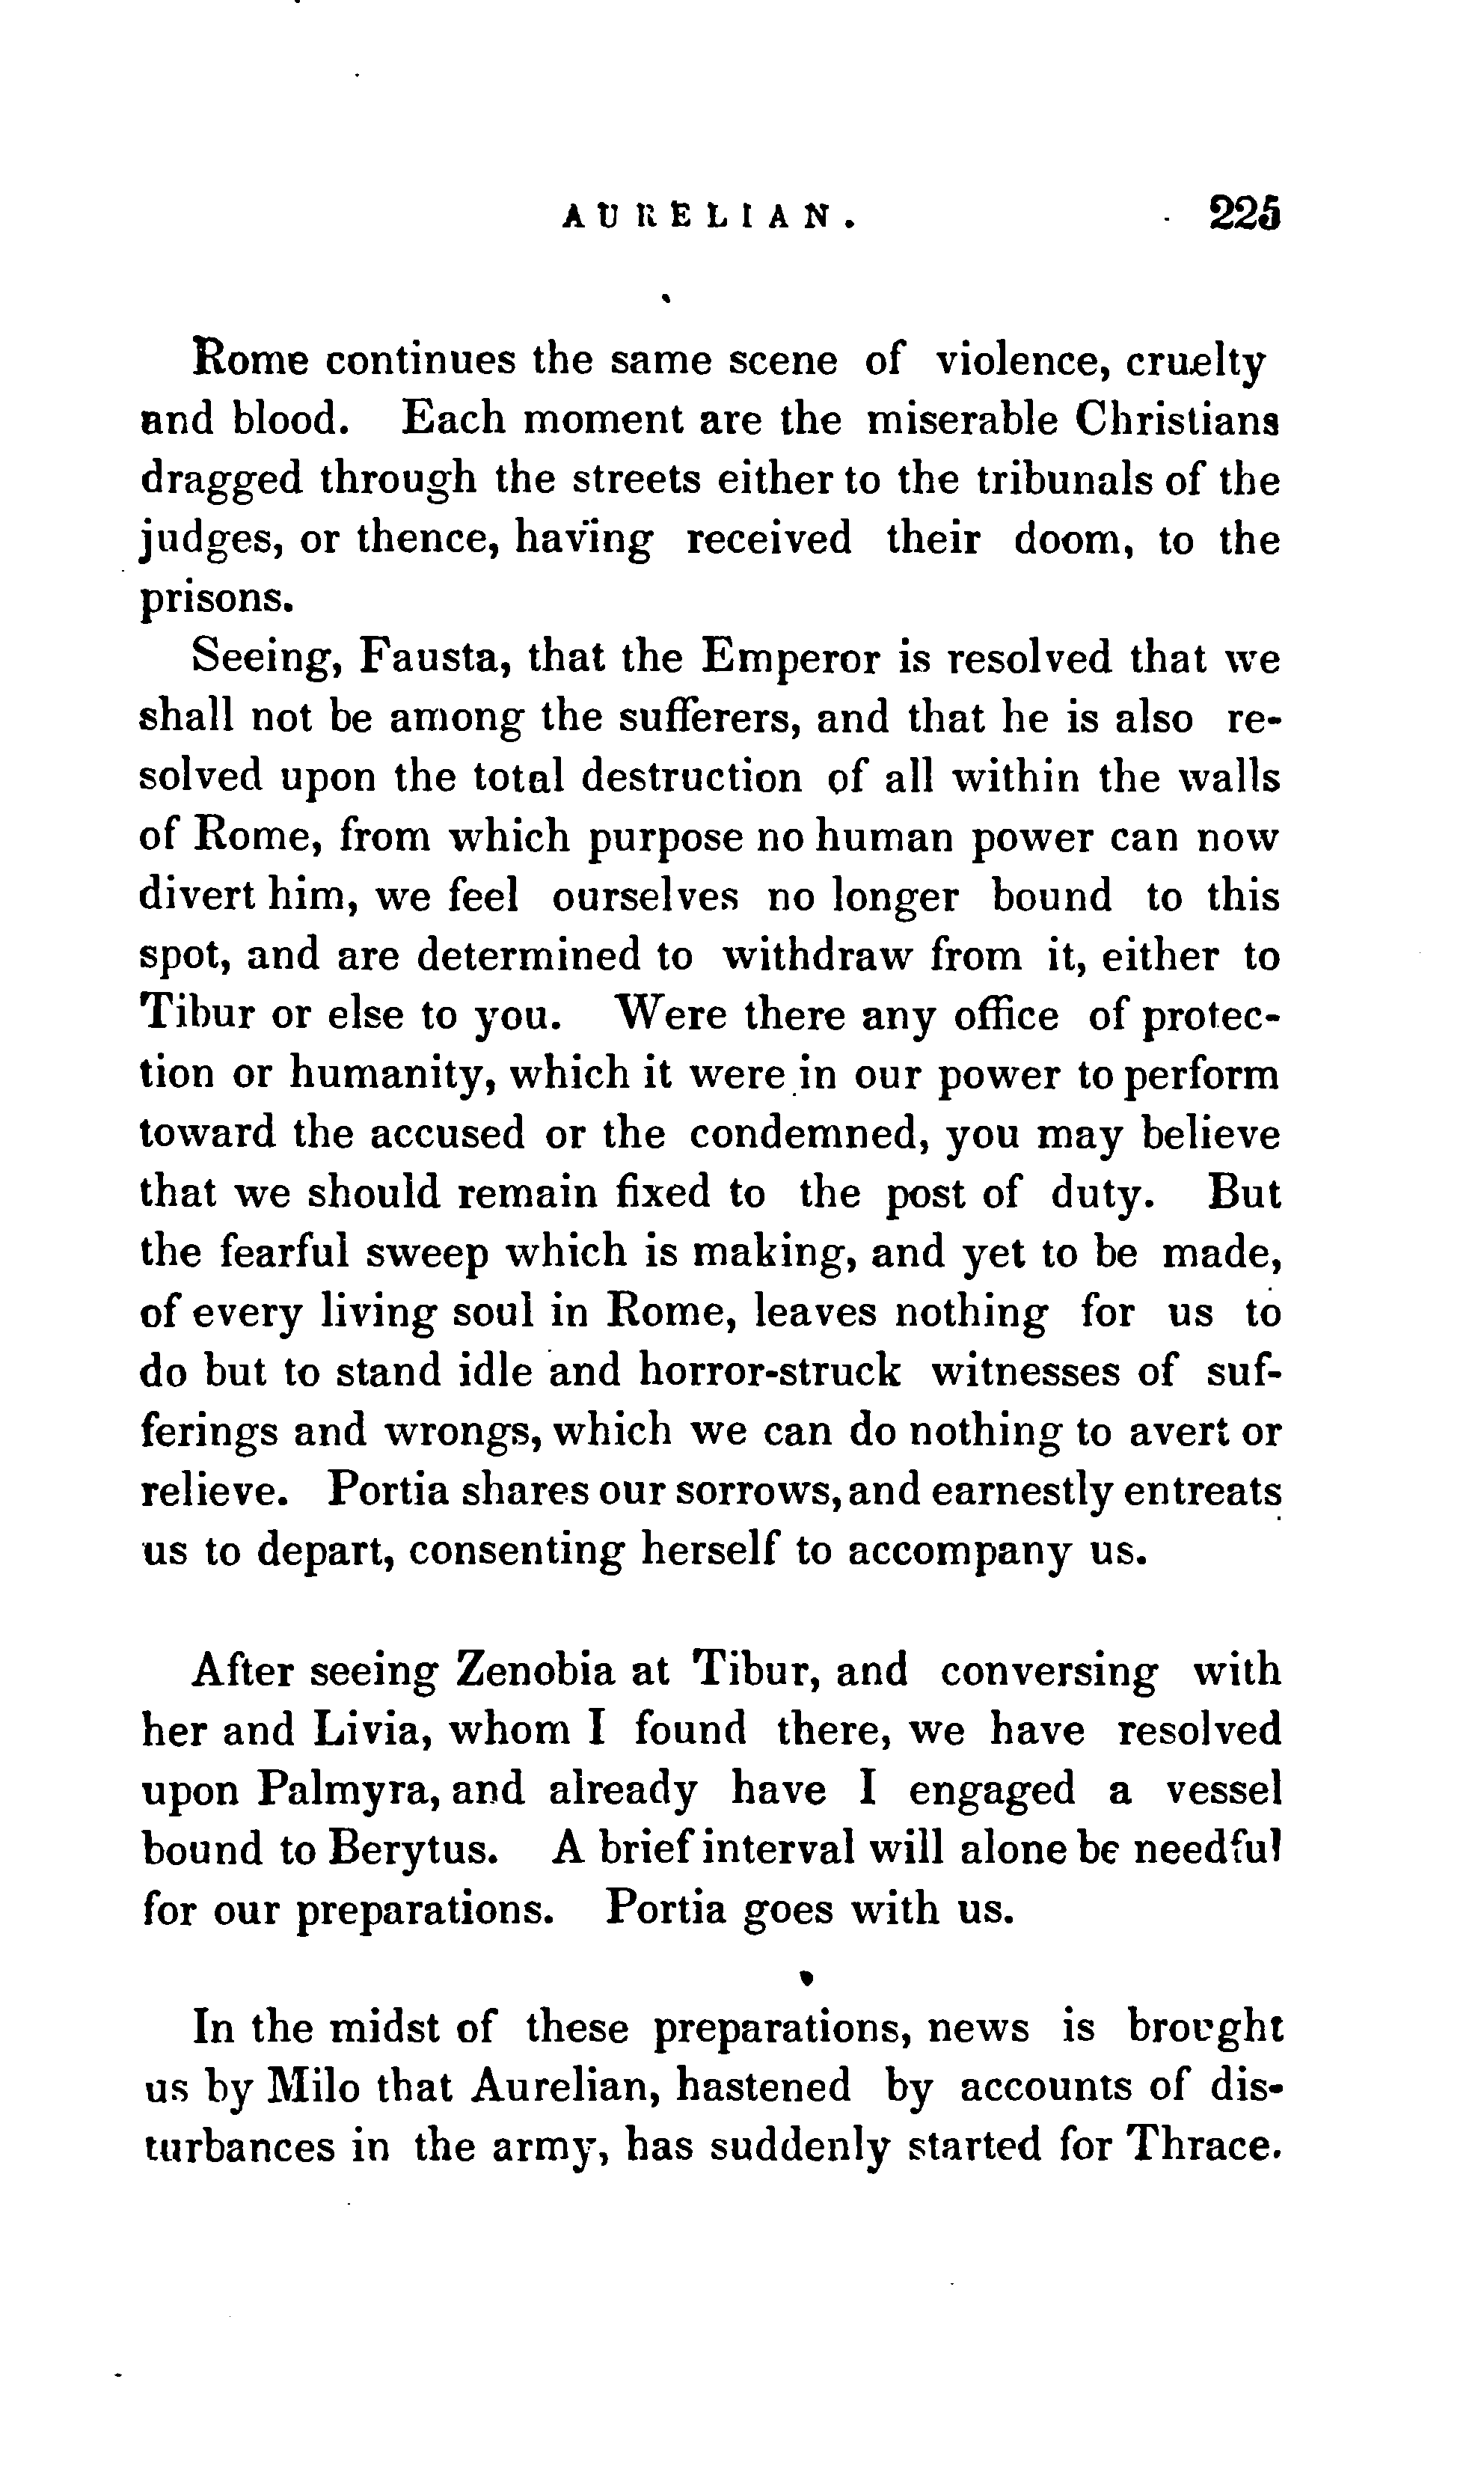 AURELIAN. 225
Rome continues the same scene of violence, cruelty
and blood. Each moment are the miserable Christians
dragged through the streets either to the tribunals of the
judges, or thence, having received their doom, to the
prisons.
Seeing, Fausta, that the Emperor is resolved that we
shall not be among the sufferers, and that he is also re-
solved upon the total destruction of all within the walls
of Rome, from which purpose no human power can now
divert him, we feel ourselves no longer bound to this
spot, and are determined to withdraw from it, either to
Tibur or else to you. Were there any office of protec-
tion or humanity, which it were in our power to perform
toward the accused or the condemned, you may believe
that we should remain fixed to the post of duty. But
the fearful sweep which is making, and yet to be made,
of every living soul in Rome, leaves nothing for us to
do but to stand idle and horror-struck witnesses of suf-
ferings and wrongs, which we can do nothing to avert or
relieve. Portia shares our sorrows, and earnestly entreats
us to depart, consenting herself to accompany us.
After seeing Zenobia at Tibur, and conversing with
her and Livia, whom I found there, we have resolved
upon Palmyra, and already have I engaged a vessel
bound to Berytus. A brief interval will alone be needful
for our preparations. Portia goes with us.
In the midst of these preparations, news is brought
us by Milo that Aurelian, hastened by accounts of dis-
turbances in the army, has suddenly started for Thrace.